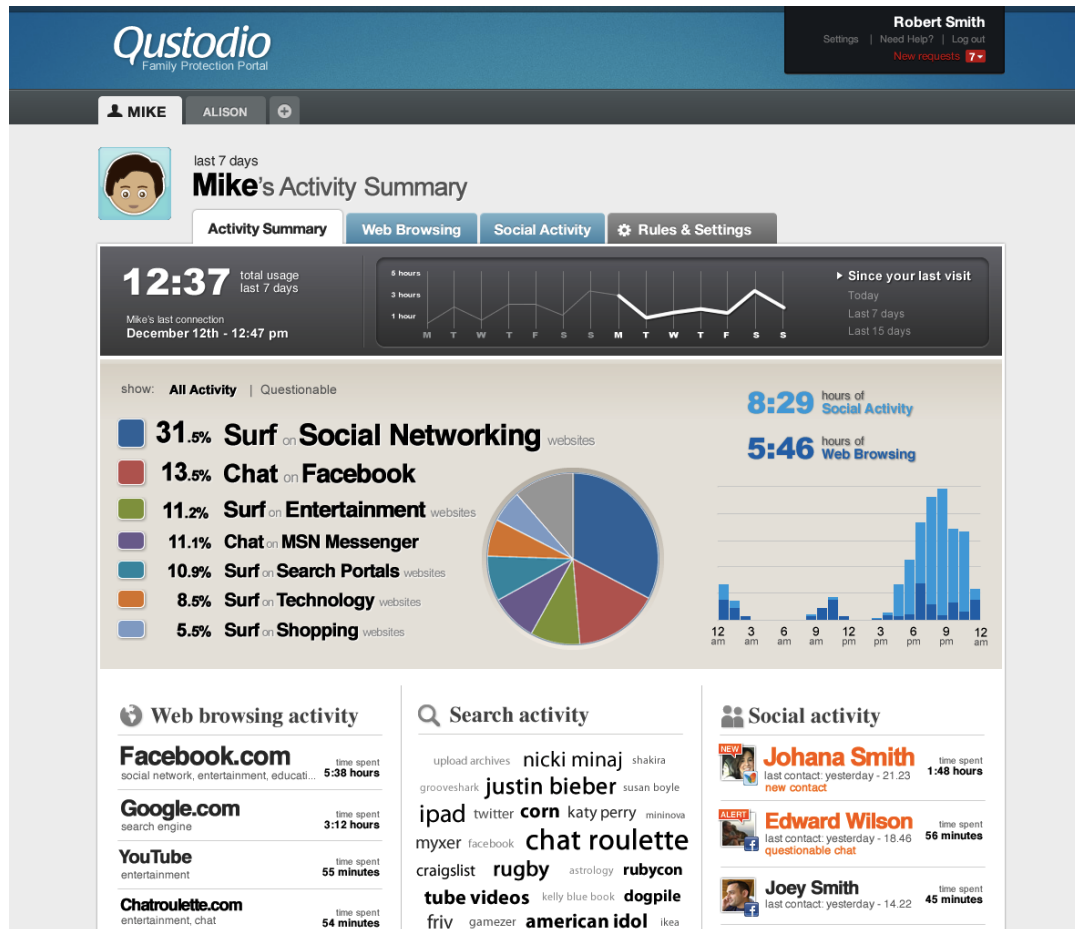 Qustodio
Family Protection Portal
Robert Smith
Settings | Need Help? | Log out
New requests 7
MIKE
ALISON
last 7 days
Mike's Activity Summary
Activity Summary
Web Browsing
Social Activity
Rules & Settings
12:37 total usage last 7 days
Mike's last connection
December 12th - 12:47 pm
5 hours
3 hours
1 hour
M T W T F S S M T W T F S S
Since your last visit
Today
Last 7 days
Last 15 days
show: All Activity | Questionable
31.5% Surf on Social Networking websites
13.5% Chat on Facebook
11.2% Surf on Entertainment websites
11.1% Chat on MSN Messenger
10.9% Surf on Search Portals websites
8.5% Surf on Technology websites
5.5% Surf on Shopping websites
8:29 hours of Social Activity
5:46 hours of Web Browsing
12 am 3 am 6 am 9 am 12 pm 3 pm 6 pm 9 pm 12 am
Web browsing activity
Facebook.com
social network, entertainment, educati...
time spent
5:38 hours
Google.com
search engine
time spent
3:12 hours
YouTube
entertainment
time spent
55 minutes
Chatroulette.com
entertainment, chat
time spent
54 minutes
Search activity
upload archives nicki minaj shakira
grooveshark justin bieber susan boyle
ipad twitter corn katy perry mininova
myxer facebook chat roulette
craigslist rugby astrology rubycon
tube videos kelly blue book dogpile
friv gamezer american idol ikea
Social activity
NEW
Johana Smith
last contact: yesterday - 21.23
new contact
time spent
1:48 hours
ALERT
Edward Wilson
last contact: yesterday - 18.46
questionable chat
time spent
56 minutes
Joey Smith
last contact: yesterday - 14.22
time spent
45 minutes